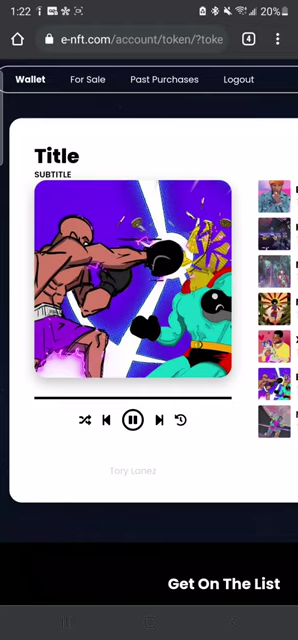 1:22
20%
4
e-nft.com/account/token/?toke
Wallet For Sale Past Purchases Logout
Title
SUBTITLE
Tory Lanez
Get On The List